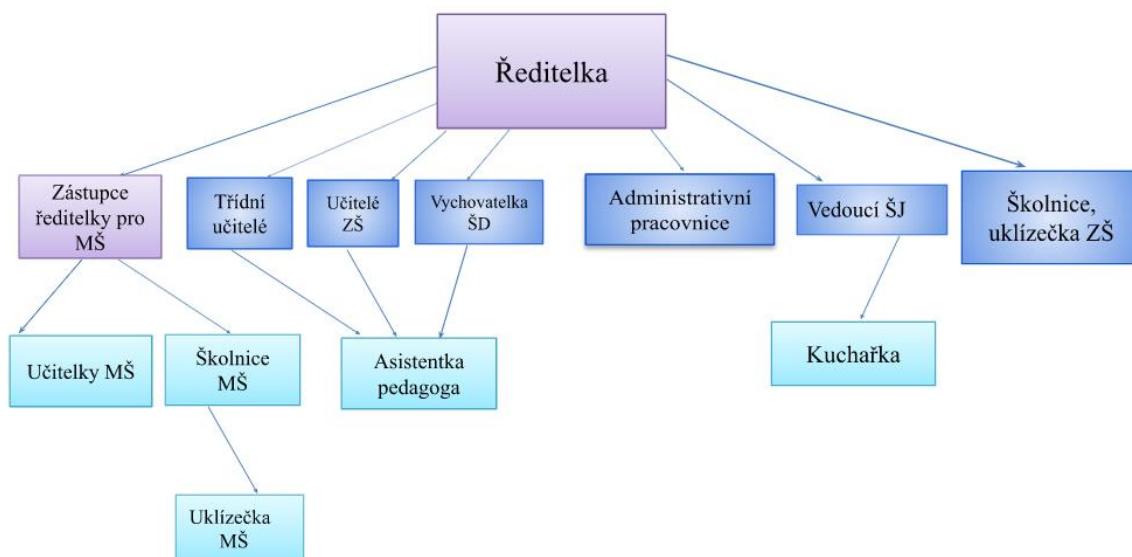 Ředitelka
Zástupce
ředitelky pro
MŠ
Třídní
učitelé
Učitelé
ZŠ
Vychovatelka
ŠD
Administrativní
pracovnice
Vedoucí ŠJ
Školnice,
uklízečka ZŠ
Učitelky MŠ
Školnice
MŠ
Asistentka
pedagoga
Kuchařka
Uklízečka
MŠ